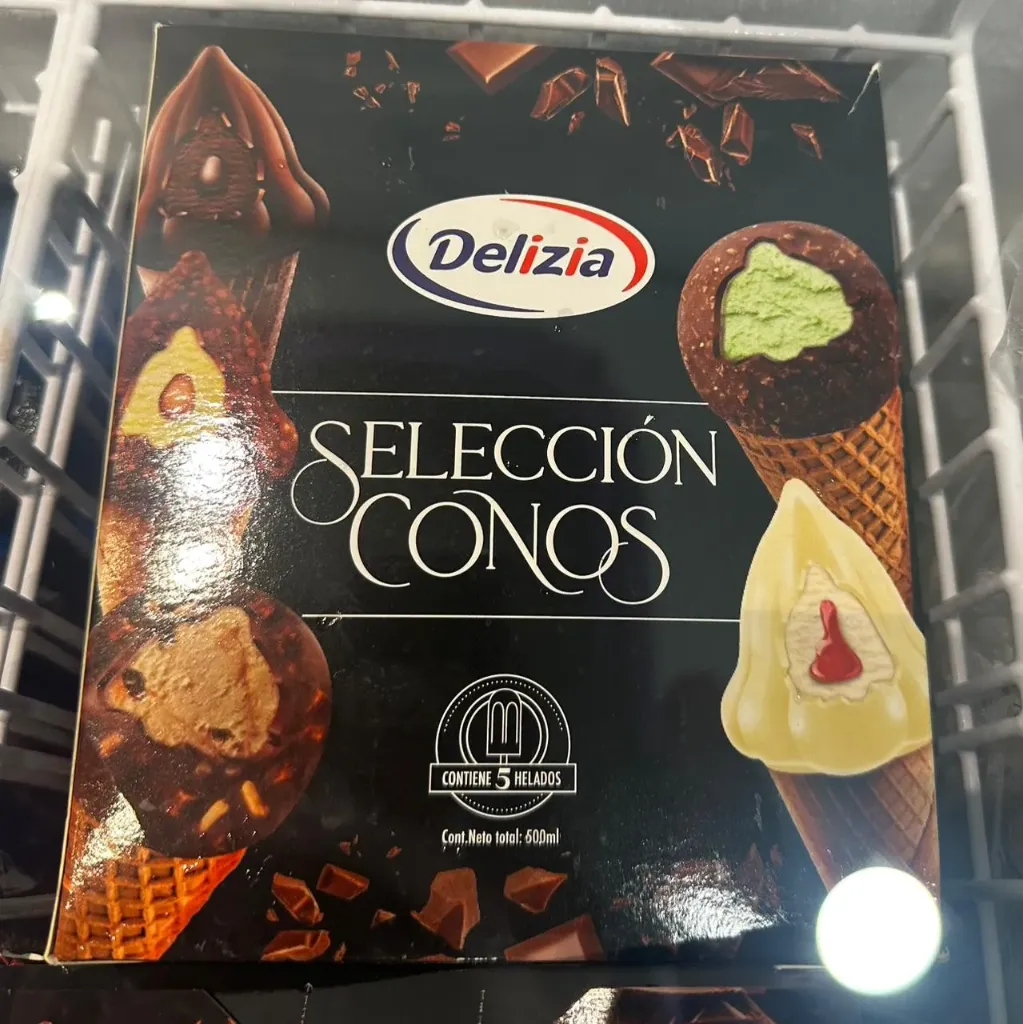 Delizia
SELECCIÓN
CONOS
CONTIENE 5 HELADOS
Cont.Neto total: 600ml